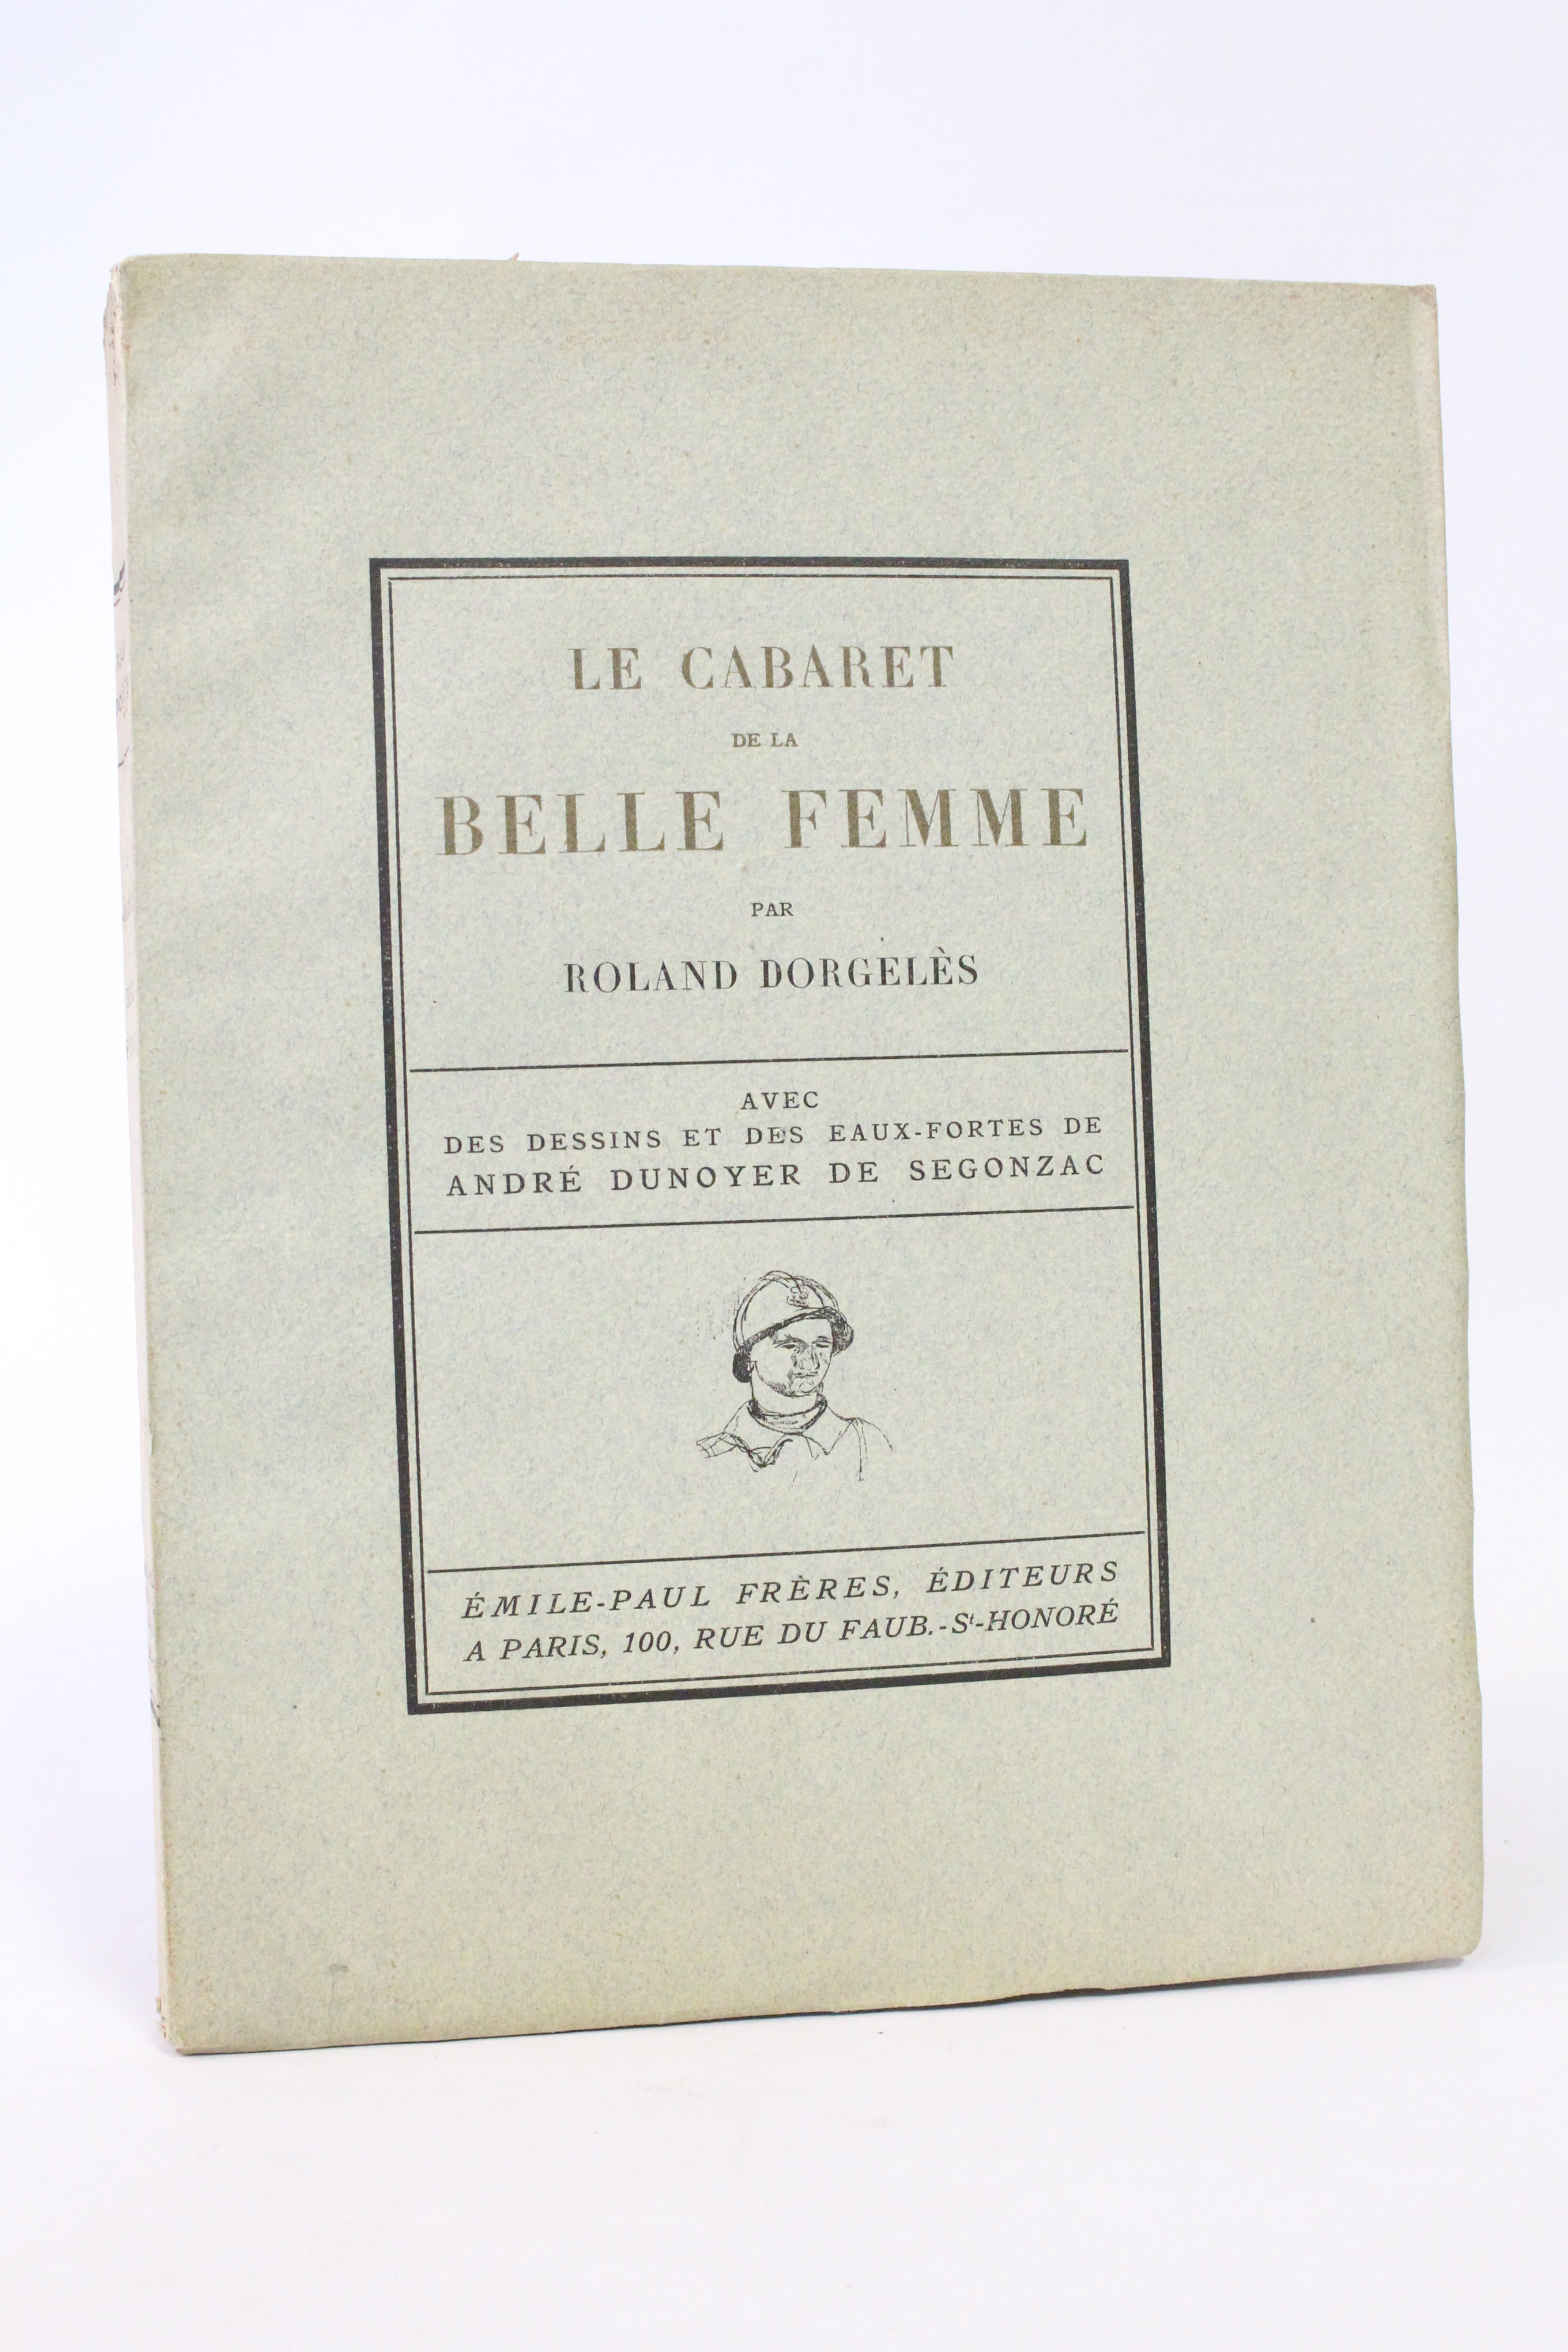 LE CABARET
DE LA
BELLE FEMME
PAR
ROLAND DORGELÈS
AVEC
DES DESSINS ET DES EAUX-FORTES DE
ANDRÉ DUNOYER DE SEGONZAC
ÉMILE-PAUL FRÈRES, ÉDITEURS
A PARIS, 100, RUE DU FAUB.-Sᵗ-HONORÉ